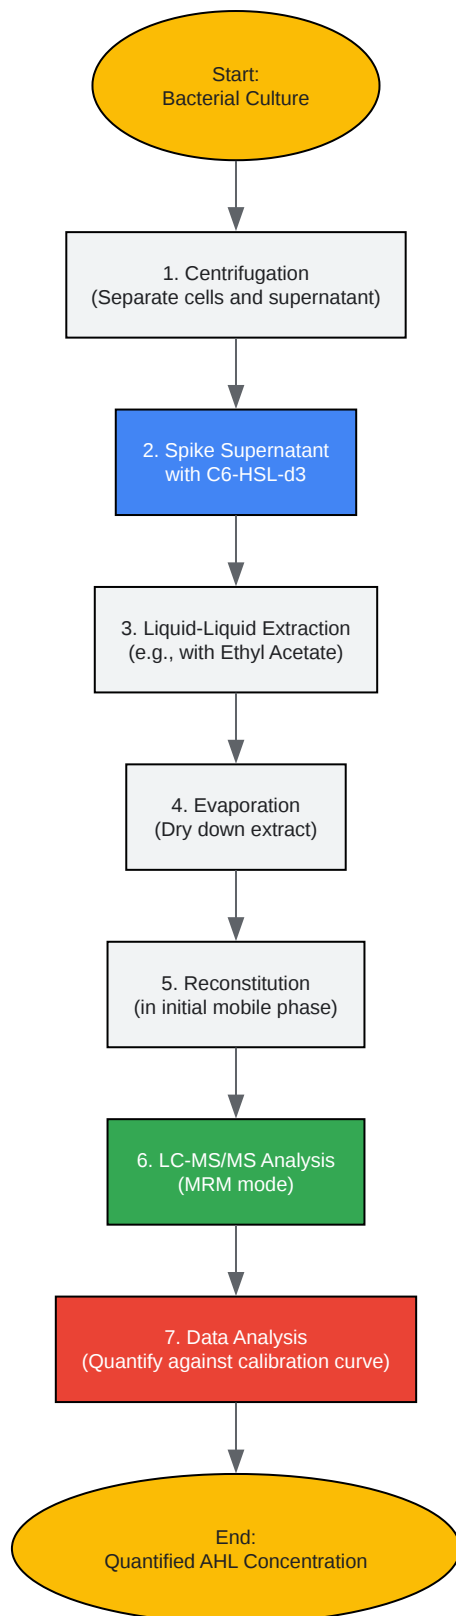 Start:
Bacterial Culture
1. Centrifugation
(Separate cells and supernatant)
2. Spike Supernatant
with C6-HSL-d3
3. Liquid-Liquid Extraction
(e.g., with Ethyl Acetate)
4. Evaporation
(Dry down extract)
5. Reconstitution
(in initial mobile phase)
6. LC-MS/MS Analysis
(MRM mode)
7. Data Analysis
(Quantify against calibration curve)
End:
Quantified AHL Concentration